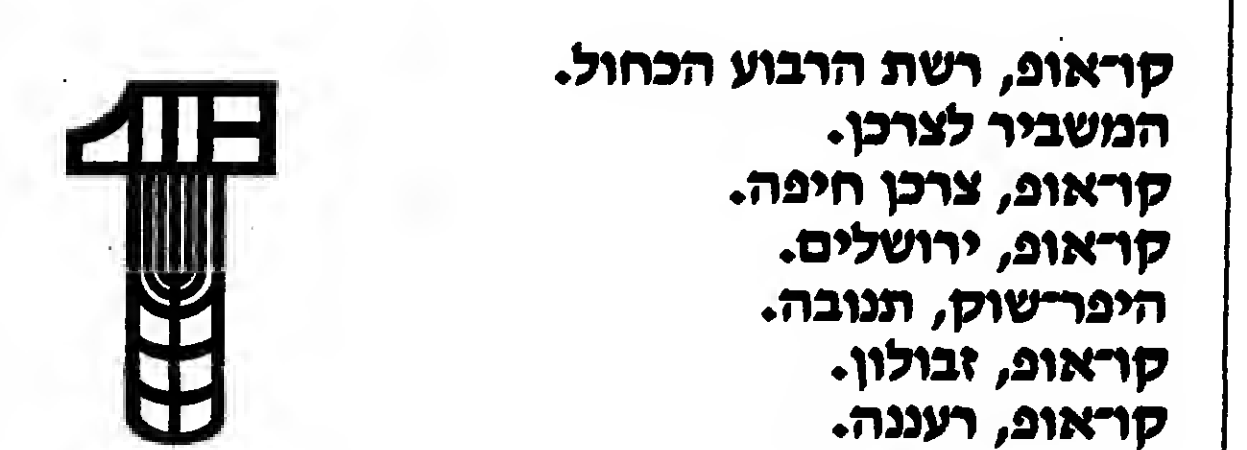 קו־אופ, רשת הרבוע הכחול.
המשביר לצרכן.
קו־אופ, צרכן חיפה.
קו־אופ, ירושלים.
היפר־שוק, תנובה.
קו־אופ, זבולון.
קו־אופ, רעננה.